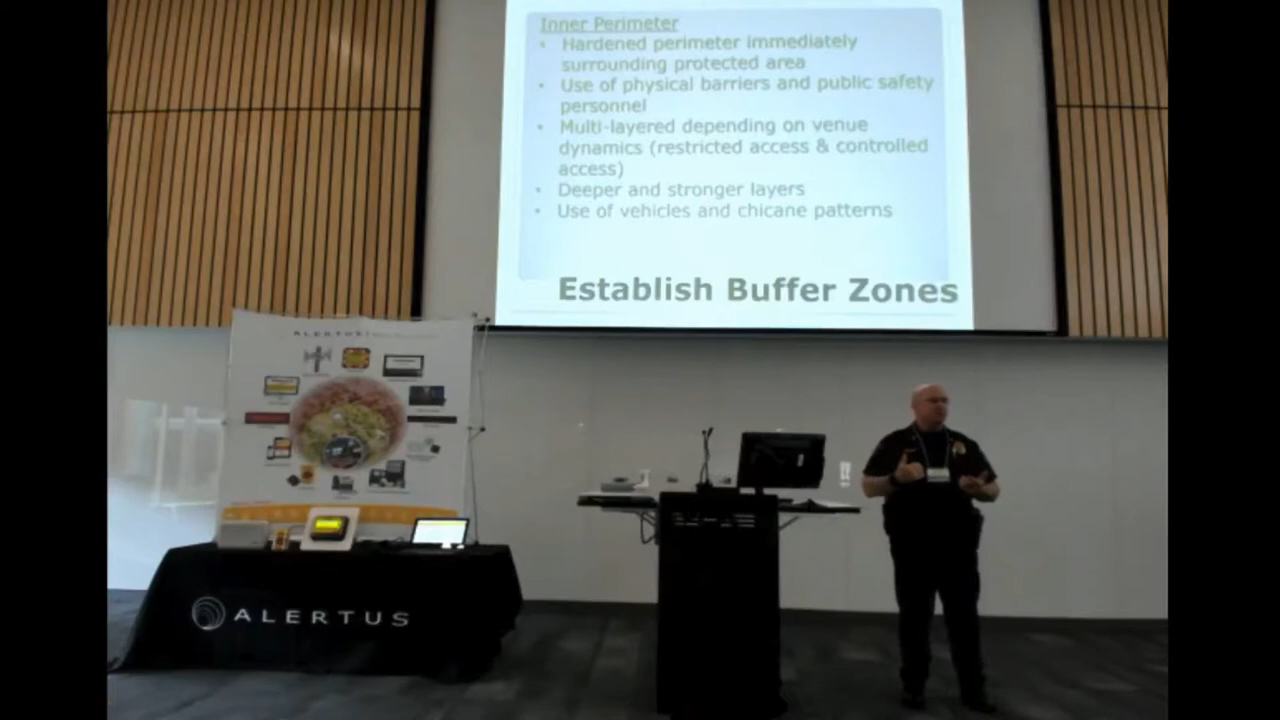 Inner Perimeter
• Hardened perimeter immediately
surrounding protected area
• Use of physical barriers and public safety
personnel
• Multi-layered depending on venue
dynamics (restricted access & controlled
access)
• Deeper and stronger layers
• Use of vehicles and chicane patterns
Establish Buffer Zones
ALERTUS
ALERTUS